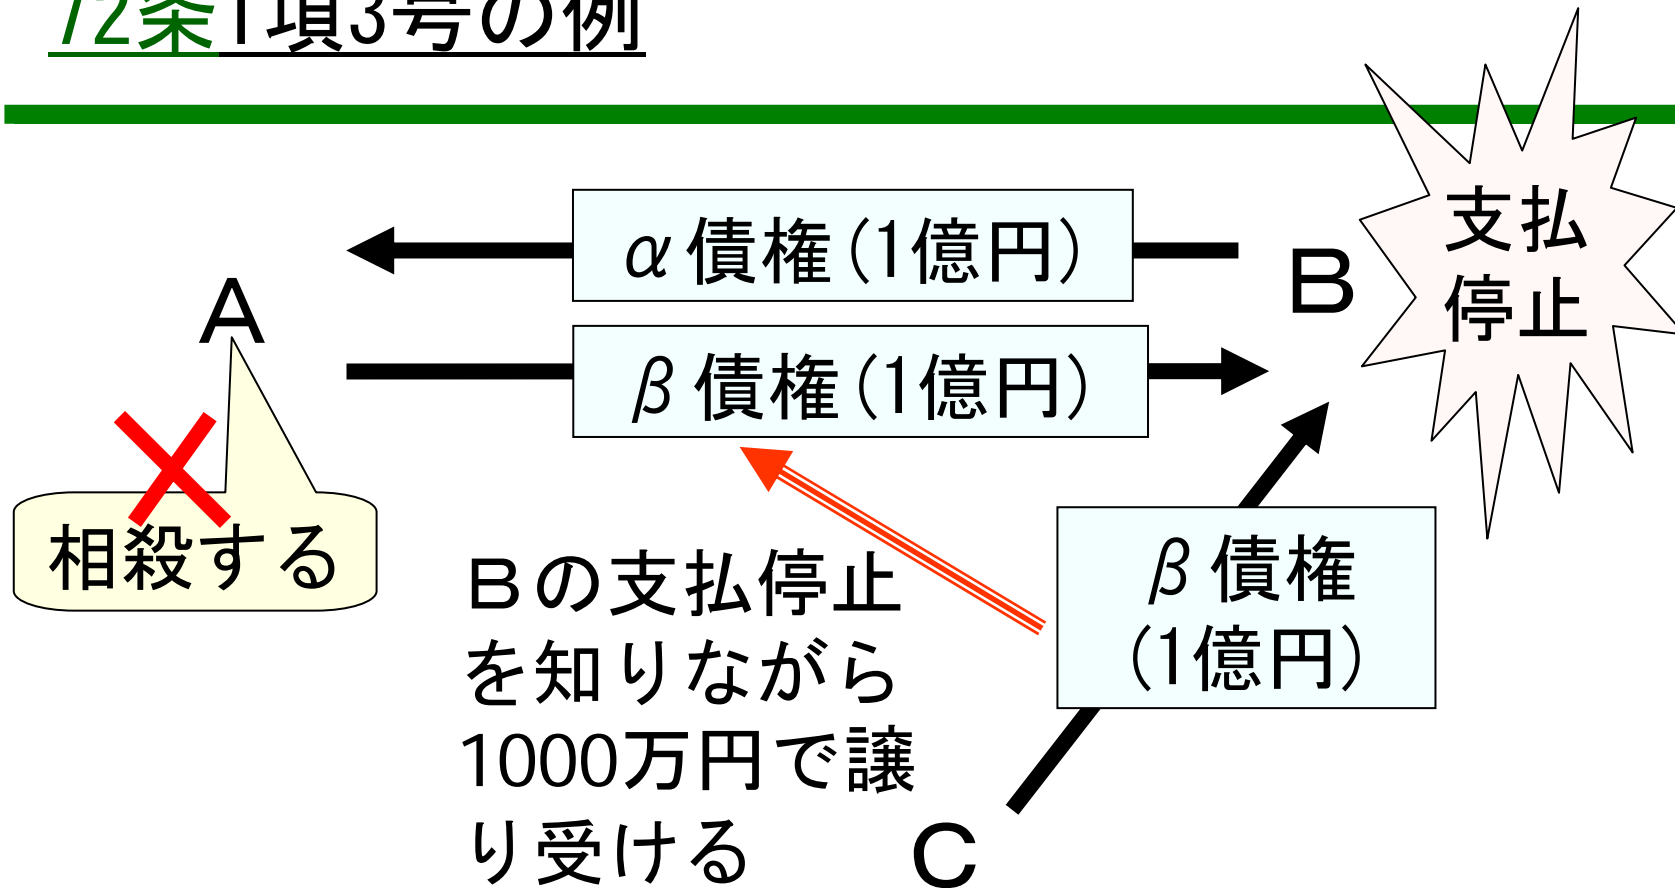 72条1項3号の例
支払
停止
α債権(1億円)
B
A
β債権(1億円)
相殺する
Bの支払停止
を知りながら
1000万円で譲
り受ける
β債権
(1億円)
C